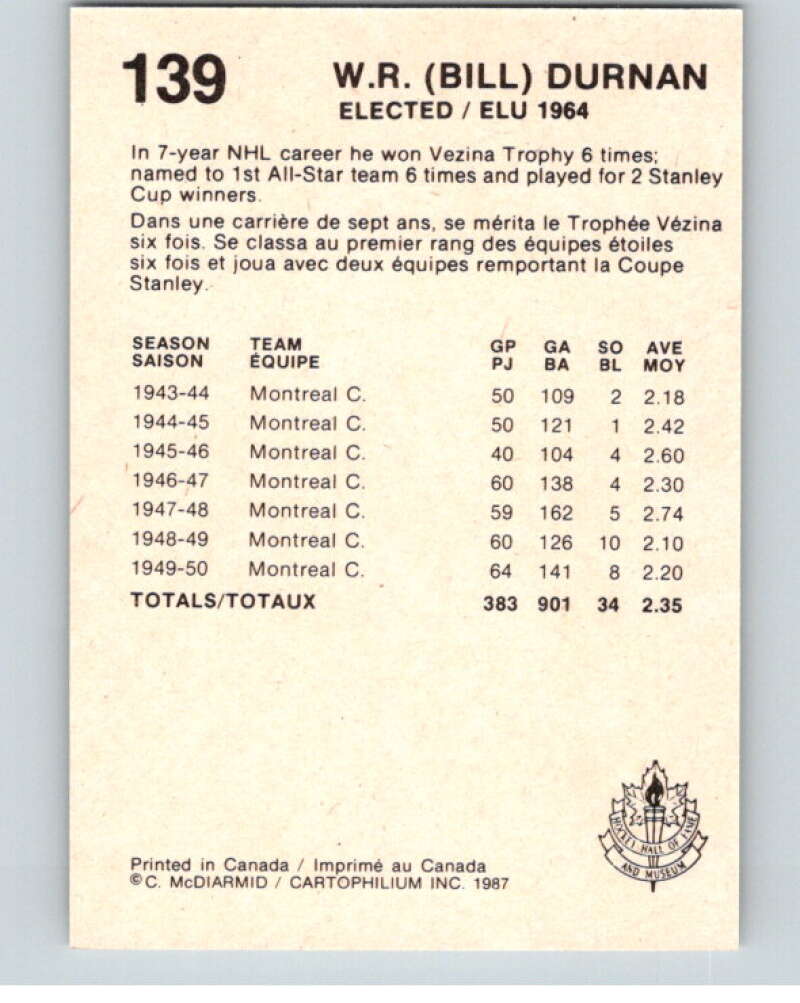 139
W.R. (BILL) DURNAN
ELECTED / ELU 1964
In 7-year NHL career he won Vezina Trophy 6 times;
named to 1st All-Star team 6 times and played for 2 Stanley
Cup winners.
Dans une carrière de sept ans, se mérita le Trophée Vézina
six fois. Se classa au premier rang des équipes étoiles
six fois et joua avec deux équipes remportant la Coupe
Stanley.
SEASON TEAM GP GA SO AVE
SAISON ÉQUIPE PJ BA BL MOY
1943-44 Montreal C. 50 109 2 2.18
1944-45 Montreal C. 50 121 1 2.42
1945-46 Montreal C. 40 104 4 2.60
1946-47 Montreal C. 60 138 4 2.30
1947-48 Montreal C. 59 162 5 2.74
1948-49 Montreal C. 60 126 10 2.10
1949-50 Montreal C. 64 141 8 2.20
TOTALS/TOTAUX 383 901 34 2.35
HOCKEY HALL OF FAME
AND MUSEUM
Printed in Canada / Imprimé au Canada
©C. McDIARMID / CARTOPHILIUM INC. 1987